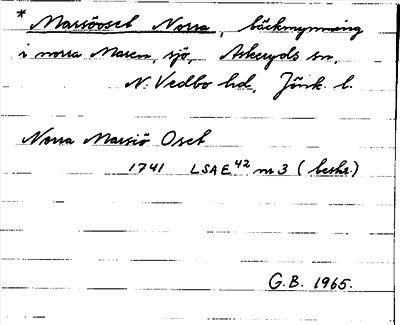 * Marsöoset Norra, bäckmynning
i norra Maren, sjö, Askeryds sn,
N. Vedbo hd, Jönk. l.
Norra Marsiö Oset
1741 LSA E 42 nr 3 (beskr.)
G.B. 1965.